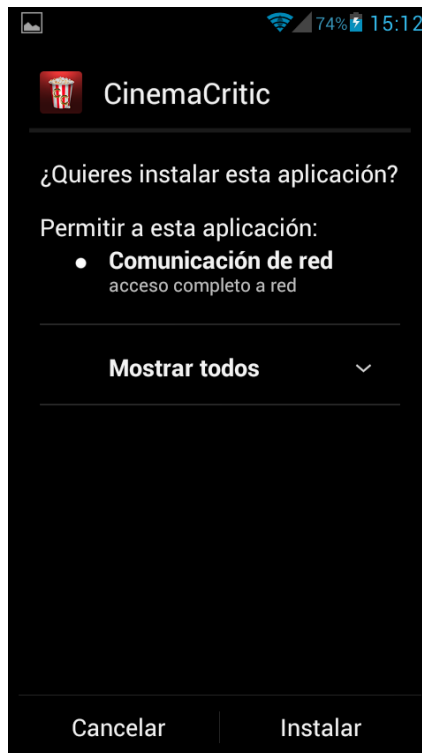 74% 15:12
CinemaCritic
¿Quieres instalar esta aplicación?
Permitir a esta aplicación:
● Comunicación de red
acceso completo a red
Mostrar todos
Cancelar Instalar